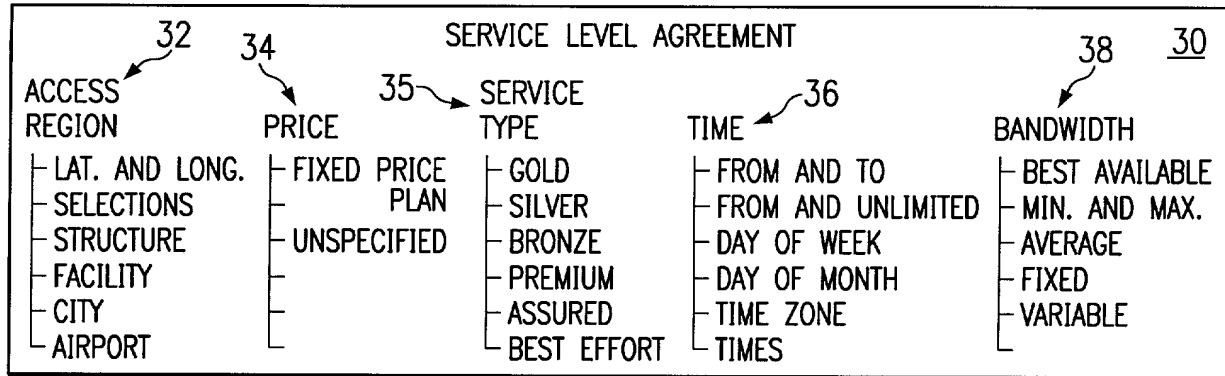 SERVICE LEVEL AGREEMENT
30
32
ACCESS
REGION
LAT. AND LONG.
SELECTIONS
STRUCTURE
FACILITY
CITY
AIRPORT
34
PRICE
FIXED PRICE
PLAN
UNSPECIFIED
35
SERVICE
TYPE
GOLD
SILVER
BRONZE
PREMIUM
ASSURED
BEST EFFORT
36
TIME
FROM AND TO
FROM AND UNLIMITED
DAY OF WEEK
DAY OF MONTH
TIME ZONE
TIMES
38
BANDWIDTH
BEST AVAILABLE
MIN. AND MAX.
AVERAGE
FIXED
VARIABLE